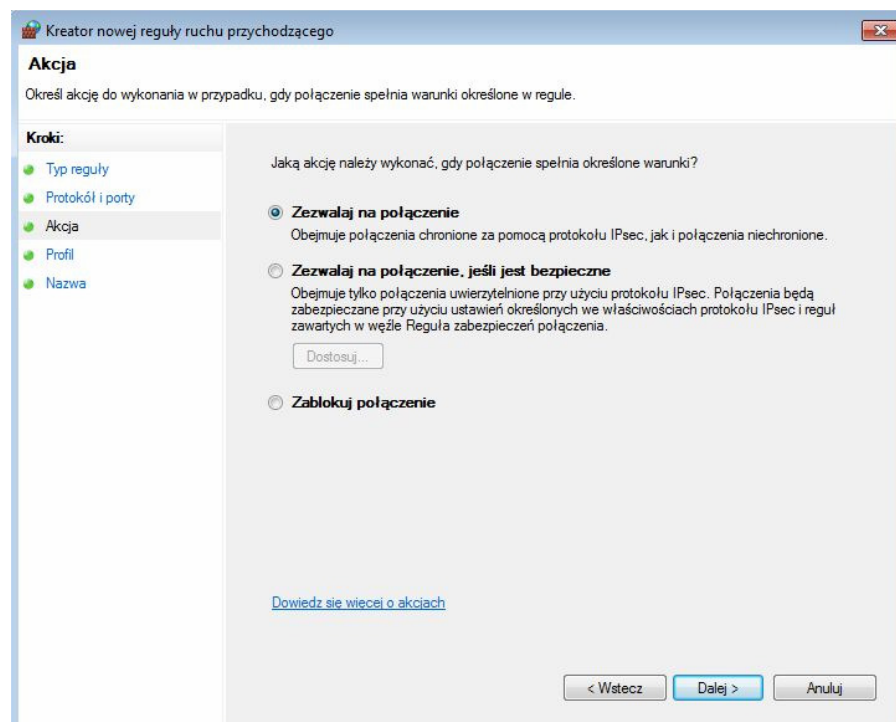 Kreator nowej reguły ruchu przychodzącego
Akcja
Określ akcję do wykonania w przypadku, gdy połączenie spełnia warunki określone w regule.
Kroki:
Typ reguły
Protokół i porty
Akcja
Profil
Nazwa
Jaką akcję należy wykonać, gdy połączenie spełnia określone warunki?
Zezwalaj na połączenie
Obejmuje połączenia chronione za pomocą protokołu IPsec, jak i połączenia niechronione.
Zezwalaj na połączenie, jeśli jest bezpieczne
Obejmuje tylko połączenia uwierzytelnione przy użyciu protokołu IPsec. Połączenia będą
zabezpieczane przy użyciu ustawień określonych we właściwościach protokołu IPsec i reguł
zawartych w węźle Reguła zabezpieczeń połączenia.
Dostosuj...
Zablokuj połączenie
Dowiedz się więcej o akcjach
< Wstecz
Dalej >
Anuluj